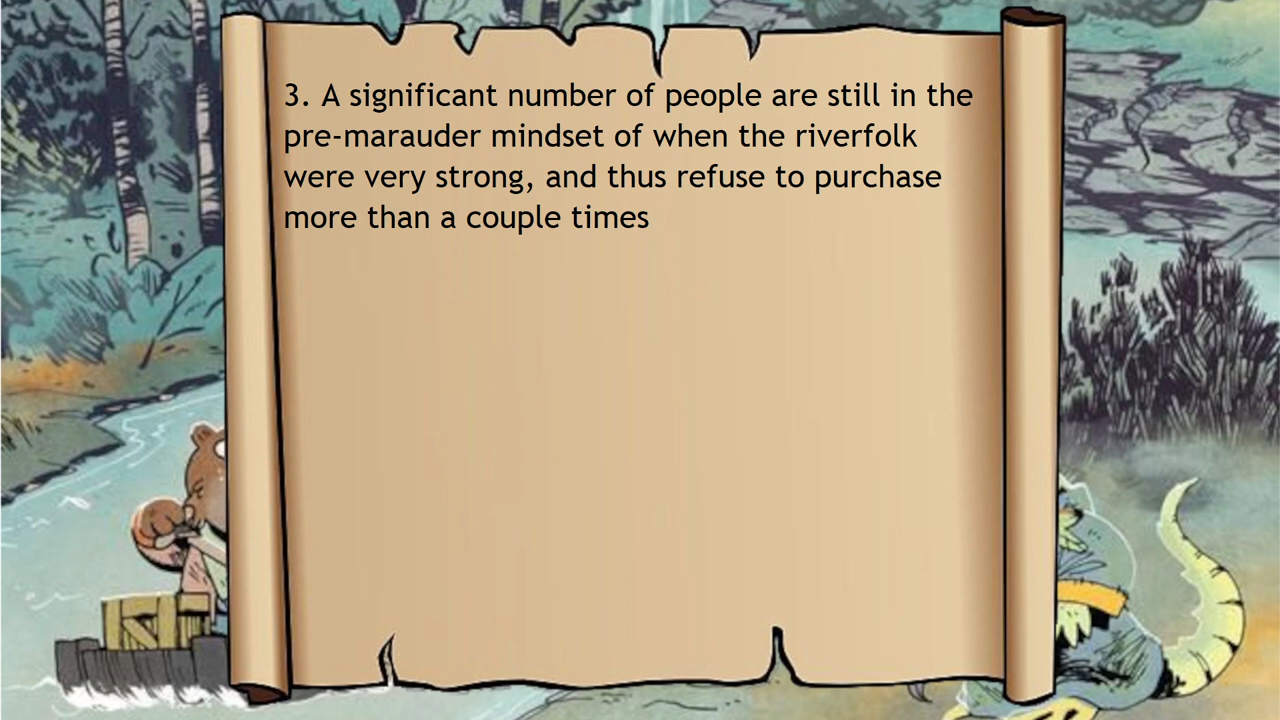 3. A significant number of people are still in the
pre-marauder mindset of when the riverfolk
were very strong, and thus refuse to purchase
more than a couple times